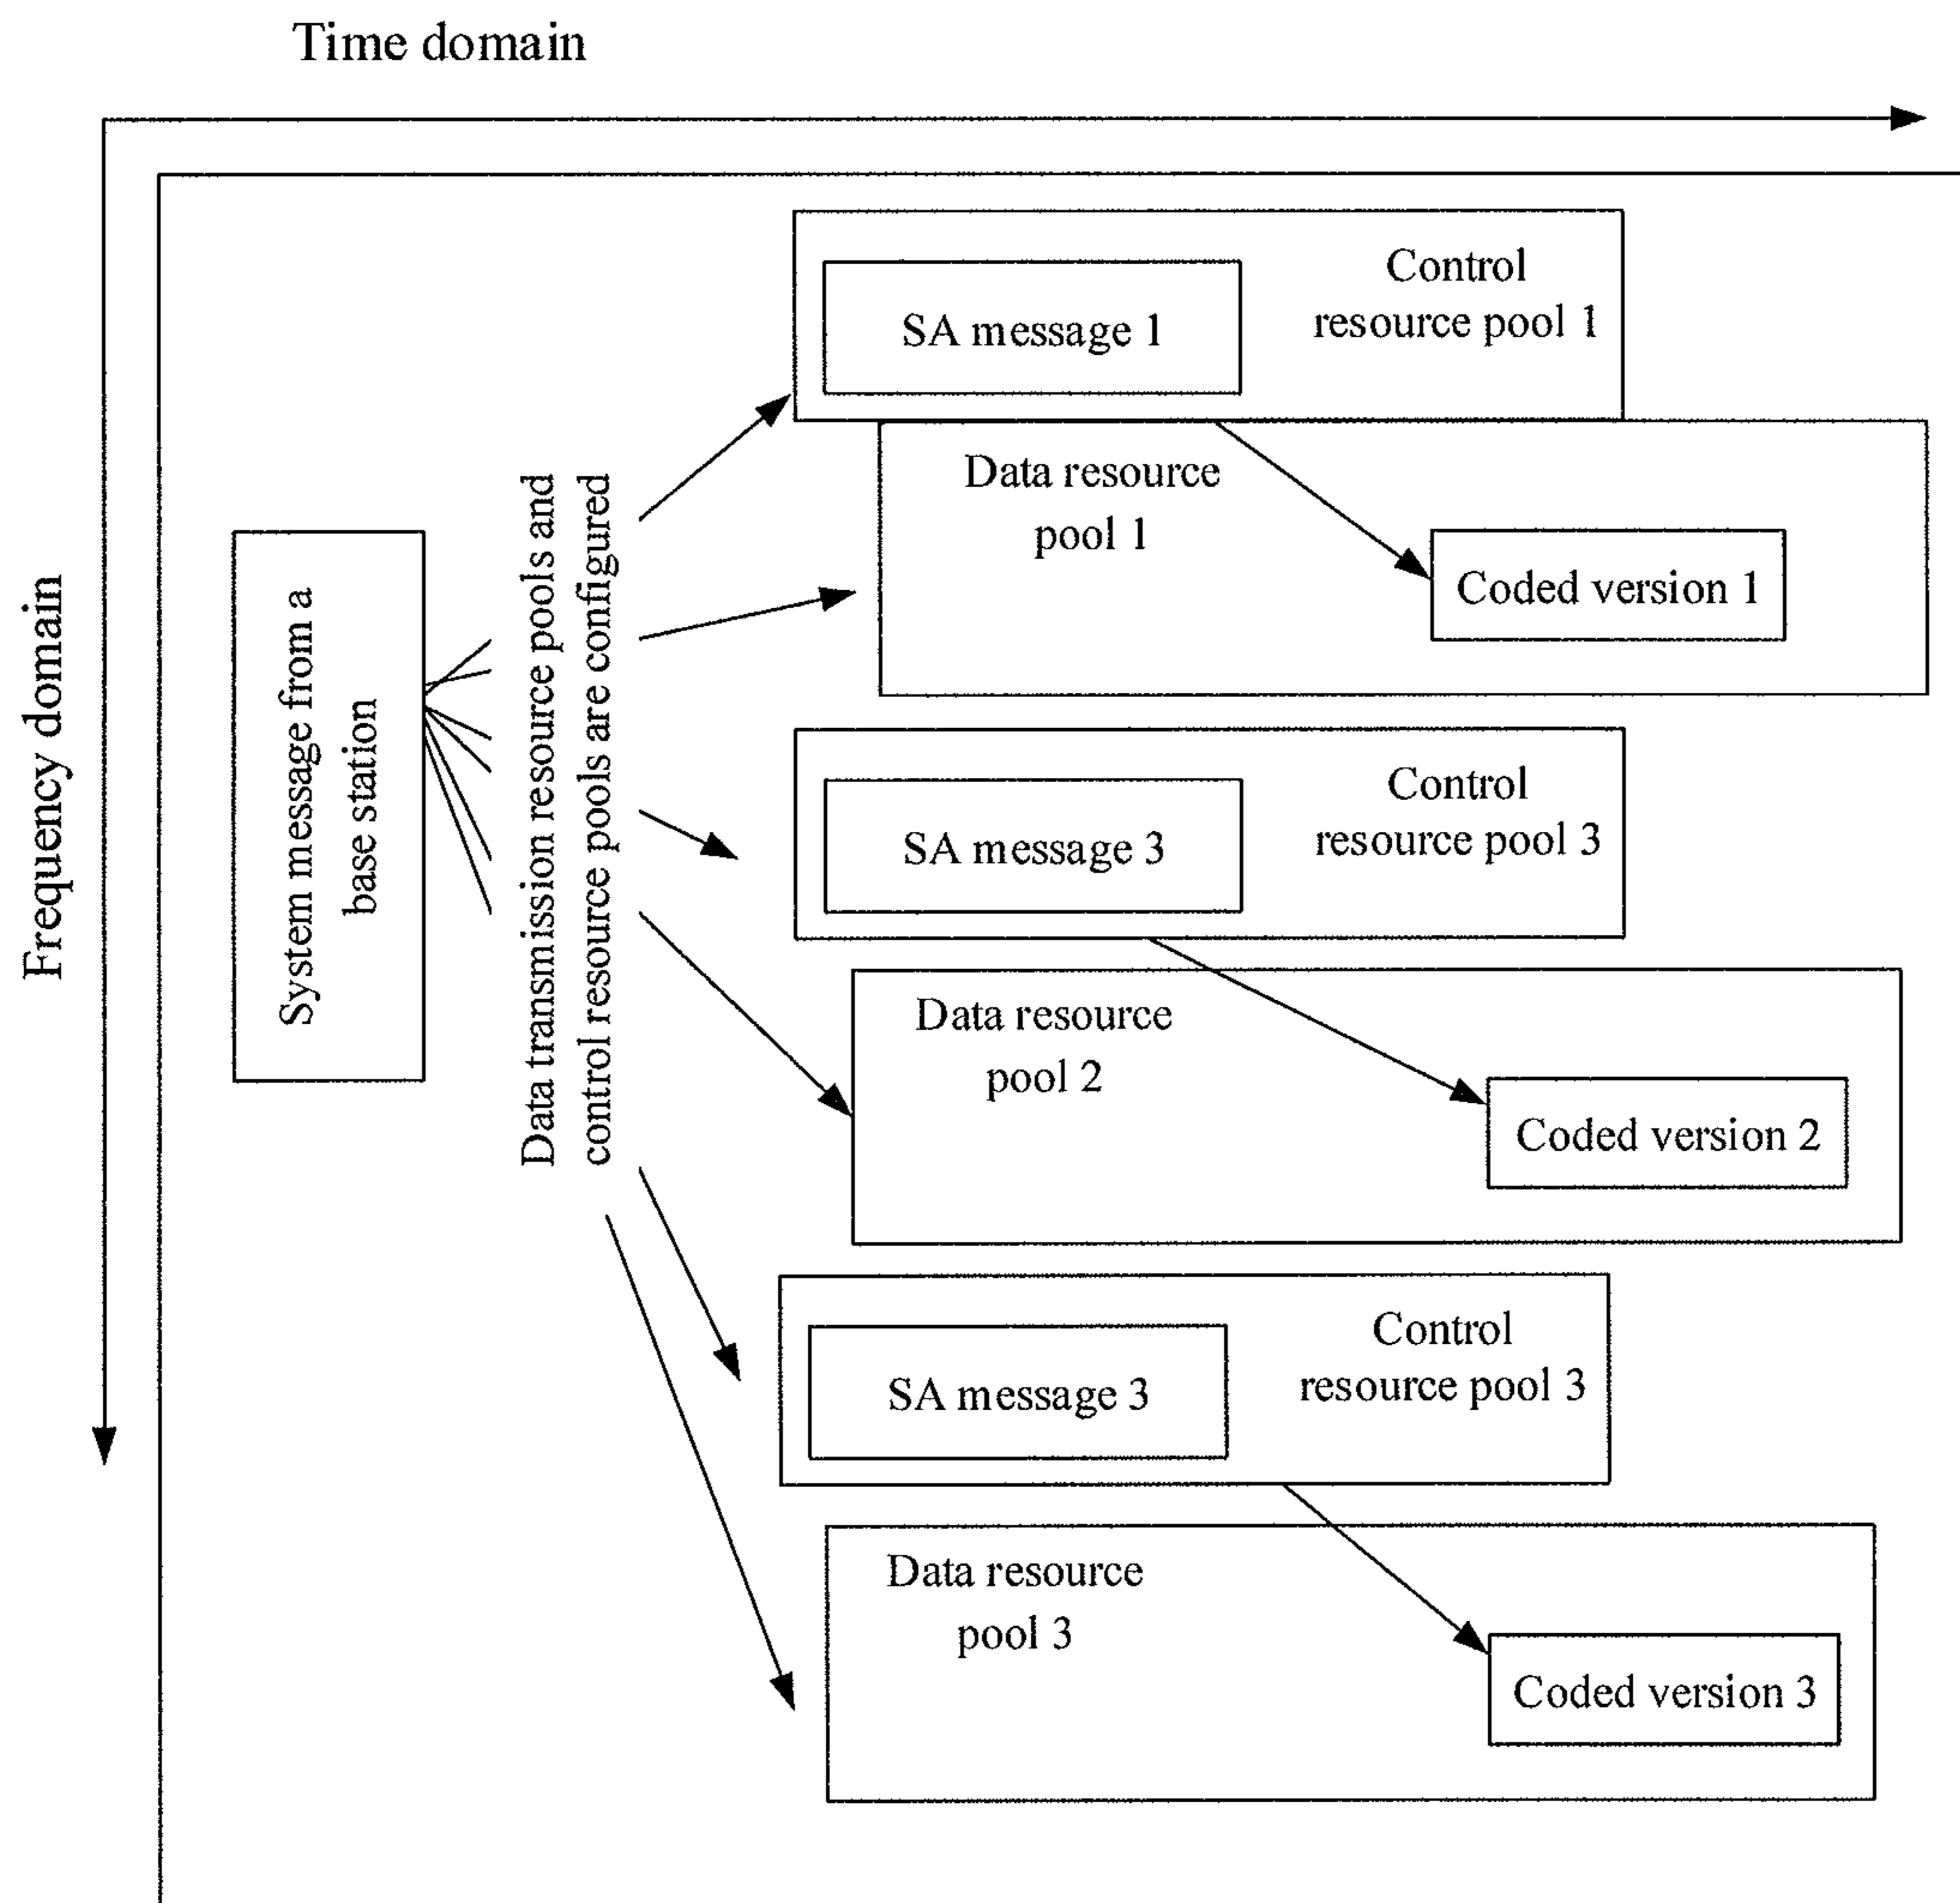 Time domain
Frequency domain
System message from a
base station
Data transmission resource pools and
control resource pools are configured
SA message 1
Control
resource pool 1
Data resource
pool 1
Coded version 1
SA message 3
Control
resource pool 3
Data resource
pool 2
Coded version 2
SA message 3
Control
resource pool 3
Data resource
pool 3
Coded version 3